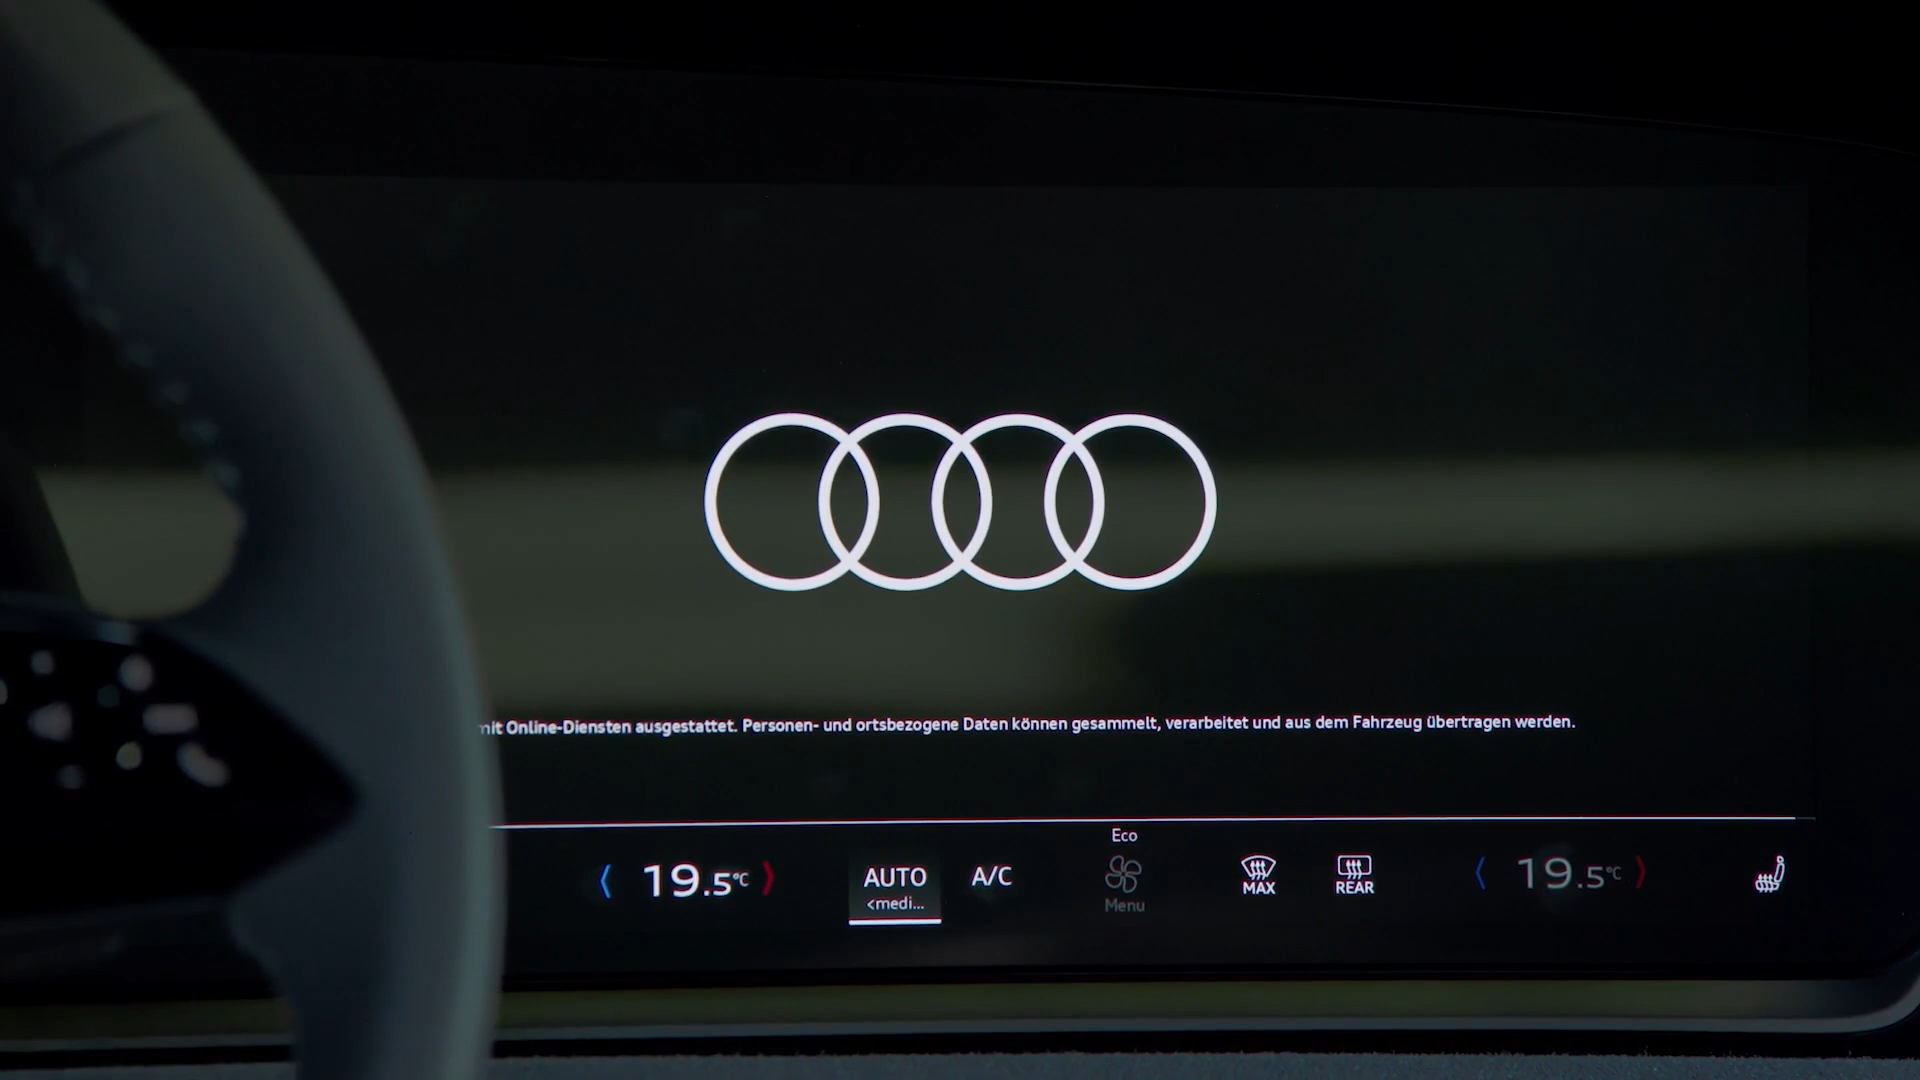 mit Online-Diensten ausgestattet. Personen- und ortsbezogene Daten können gesammelt, verarbeitet und aus dem Fahrzeug übertragen werden.
Eco
19.5°C AUTO A/C MAX REAR 19.5°C
<medi... Menu